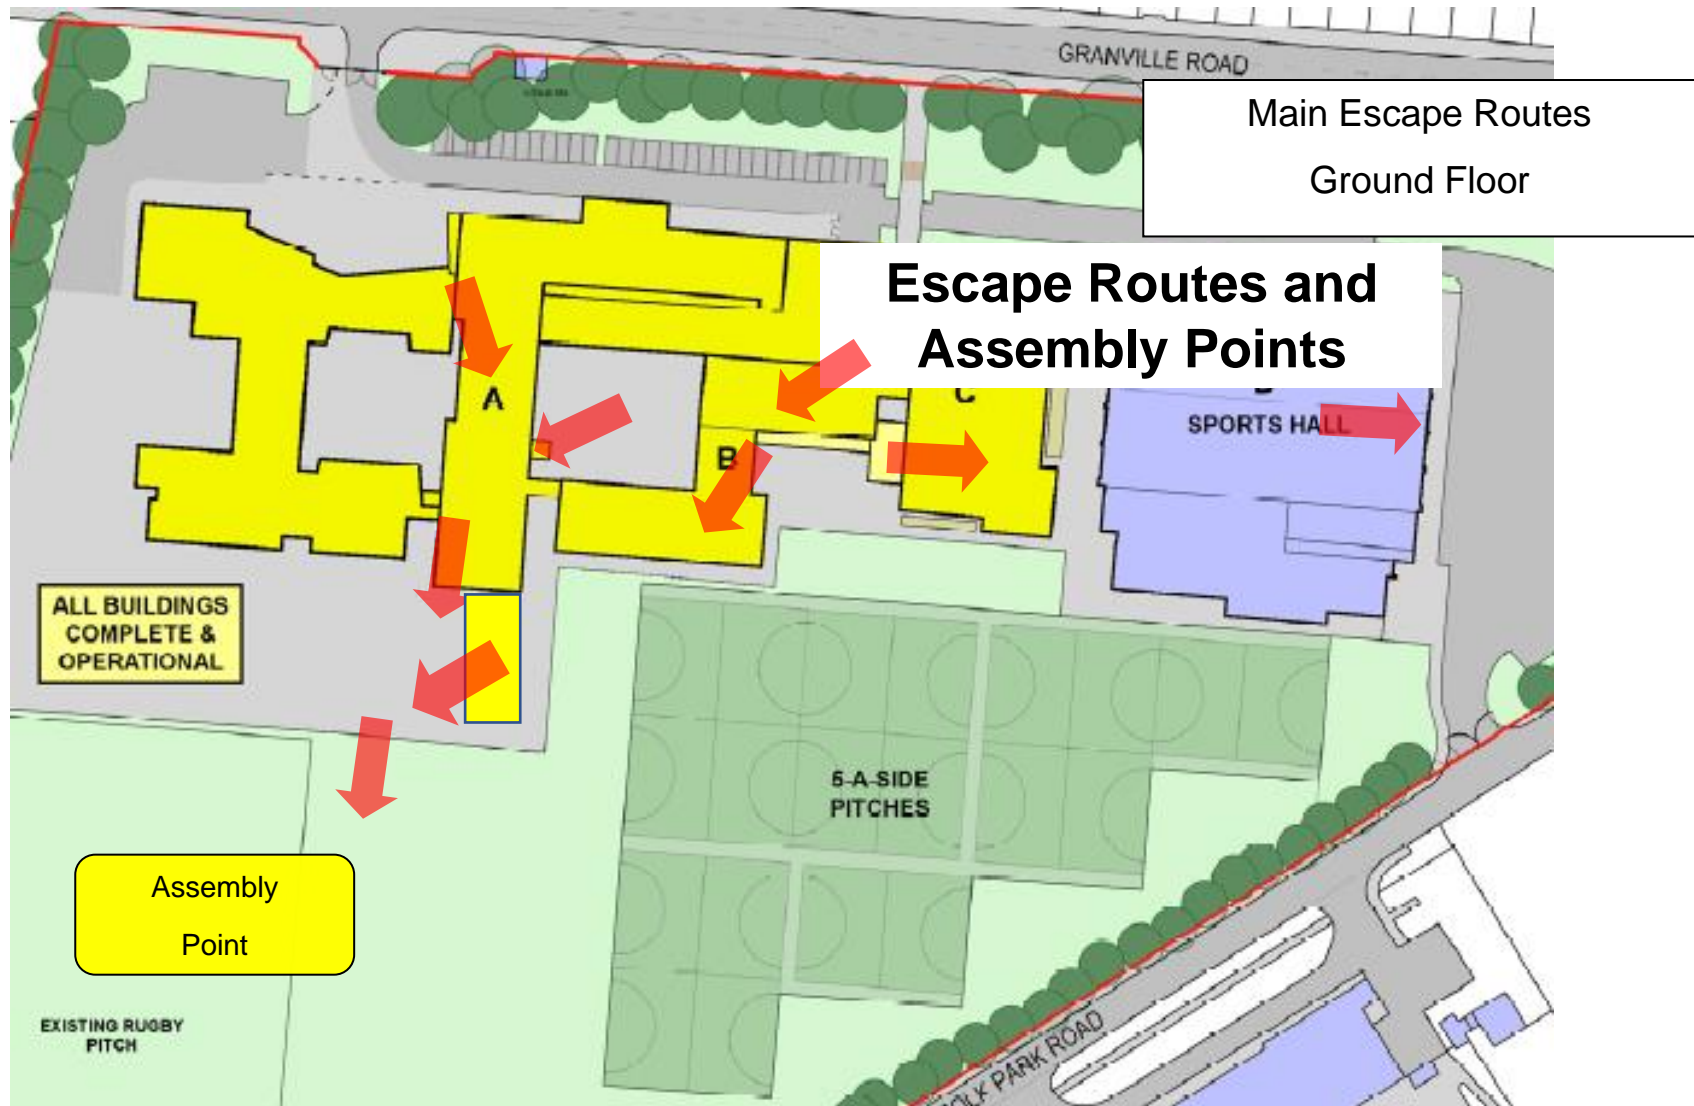 GRANVILLE ROAD
Main Escape Routes
Ground Floor
Escape Routes and
Assembly Points
A
B
C
SPORTS HALL
ALL BUILDINGS
COMPLETE &
OPERATIONAL
5-A-SIDE
PITCHES
Assembly
Point
EXISTING RUGBY
PITCH
PARK ROAD